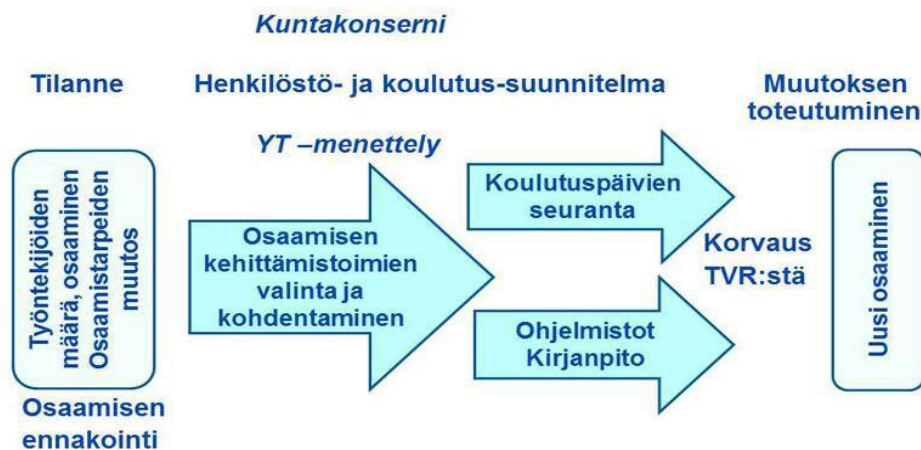 Kuntakonserni
Tilanne
Henkilöstö- ja koulutus-suunnitelma
Muutoksen
toteutuminen
YT –menettely
Työntekijöiden
määrä, osaaminen
Osaamistarpeiden
muutos
Osaamisen
kehittämistoimien
valinta ja
kohdentaminen
Koulutuspäivien
seuranta
Ohjelmistot
Kirjanpito
Korvaus
TVR:stä
Uusi osaaminen
Osaamisen
ennakointi